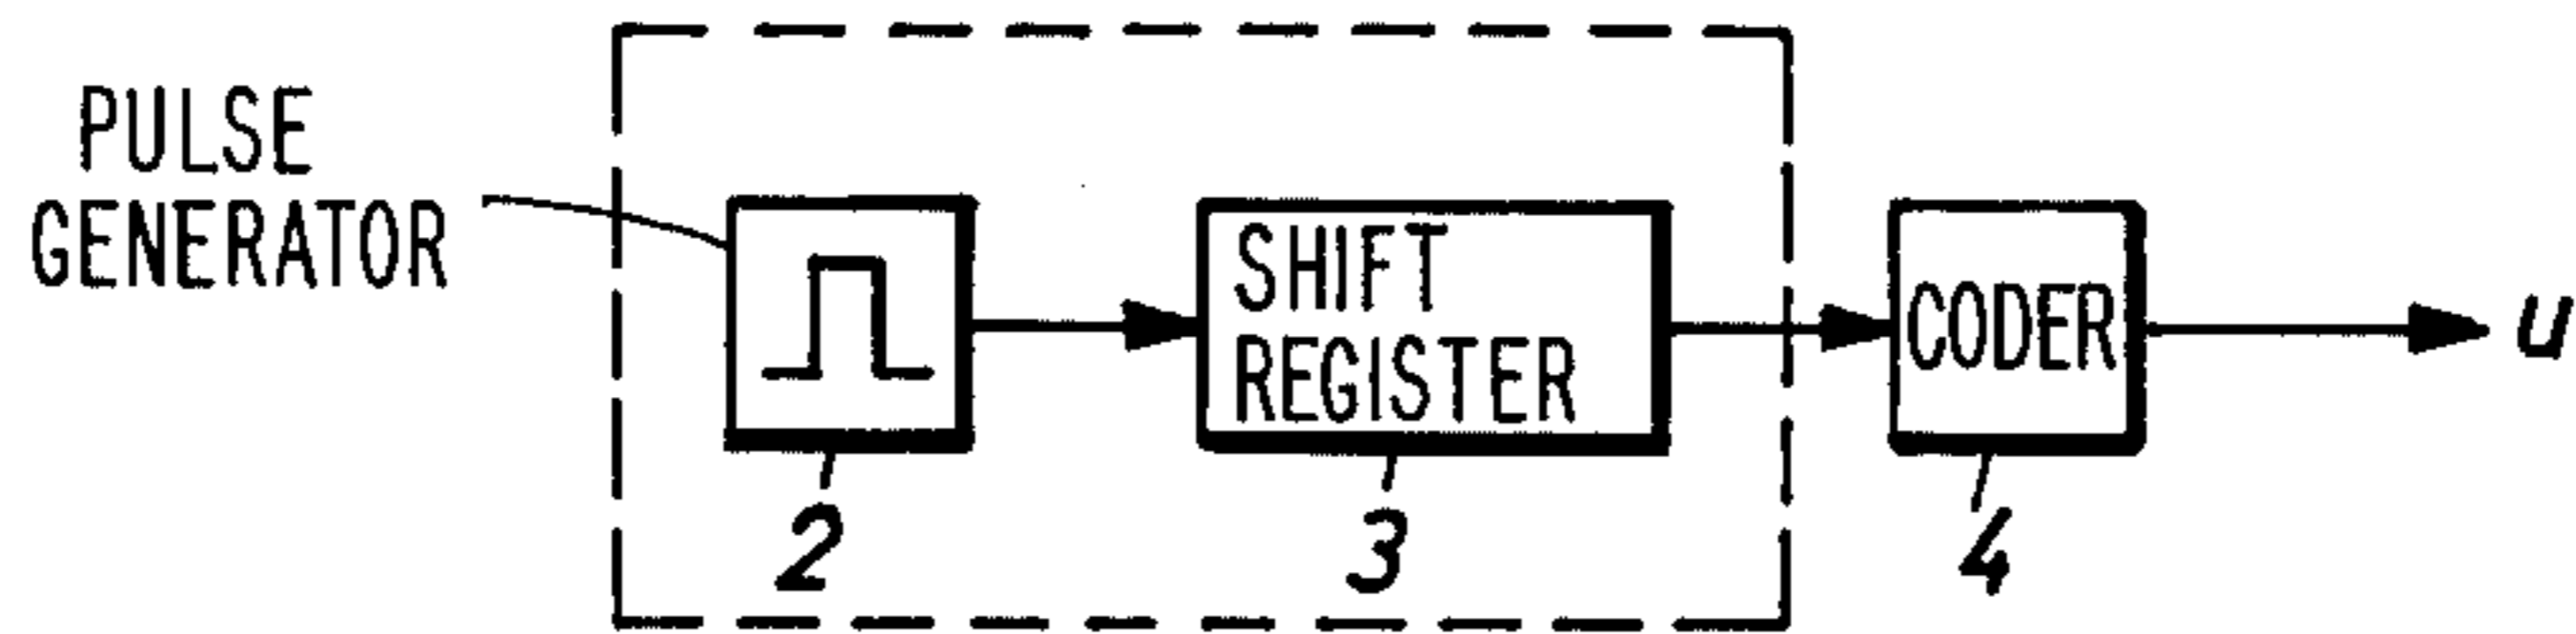 PULSE
GENERATOR
SHIFT
REGISTER
CODER
u
2
3
4